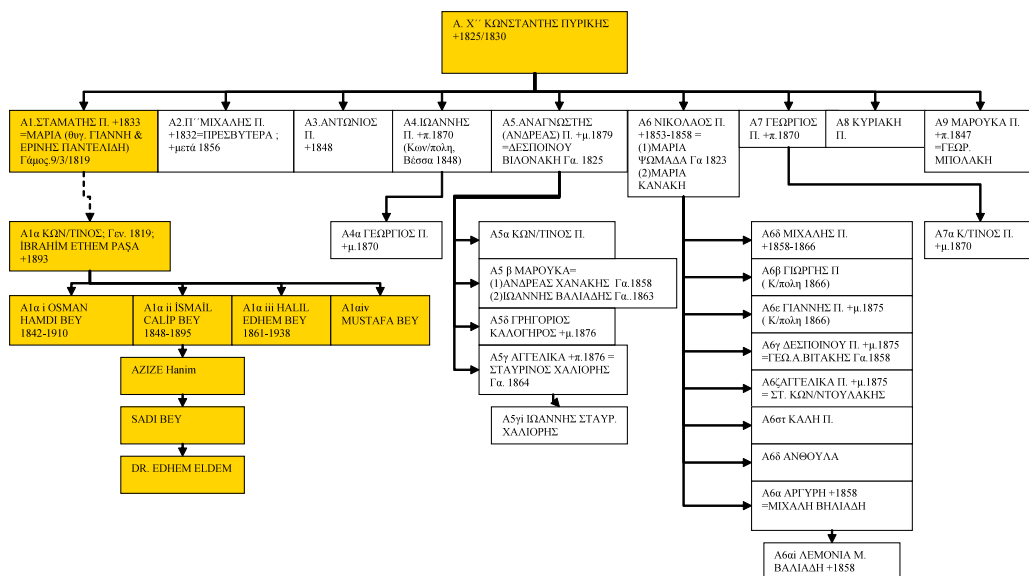 Α. Χ΄΄ ΚΩΝΣΤΑΝΤΗΣ ΠΥΡΙΚΗΣ
+1825/1830
Α1.ΣΤΑΜΑΤΗΣ Π. +1833
=ΜΑΡΙΑ (θυγ. ΓΙΑΝΝΗ &
ΕΡΙΝΗΣ ΠΑΝΤΕΛΙΔΗ)
Γάμος.9/3/1819
Α2.Π΄΄ΜΙΧΑΛΗΣ Π.
+1832=ΠΡΕΣΒΥΤΕΡΑ ;
+μετά 1856
Α3.ΑΝΤΩΝΙΟΣ
Π.
+1848
Α4.ΙΩΑΝΝΗΣ
Π. +π.1870
(Κων/πολη,
Βέσσα 1848)
Α5.ΑΝΑΓΝΩΣΤΗΣ
(ΑΝΔΡΕΑΣ) Π. +μ.1879
=ΔΕΣΠΟΙΝΟΥ
ΒΙΛΟΝΑΚΗ Γα. 1825
Α6 ΝΙΚΟΛΑΟΣ Π.
+1853-1858 =
(1)ΜΑΡΙΑ
ΨΩΜΑΔΑ Γα 1823
(2)ΜΑΡΙΑ
ΚΑΝΑΚΗ
Α7 ΓΕΩΡΓΙΟΣ
Π. +π.1870
Α8 ΚΥΡΙΑΚΗ
Π.
Α9 ΜΑΡΟΥΚΑ Π.
+π.1847
=ΓΕΩΡ.
ΜΠΟΛΑΚΗ
Α1α ΚΩΝ/ΤΙΝΟΣ; Γεν. 1819;
İBRAHİM ETHEM PAŞA
+1893
Α4α ΓΕΩΡΓΙΟΣ Π.
+μ.1870
Α5α ΚΩΝ/ΤΙΝΟΣ Π.
Α6δ ΜΙΧΑΛΗΣ Π.
+1858-1866
Α7α Κ/ΤΙΝΟΣ Π.
+μ.1870
Α5 β ΜΑΡΟΥΚΑ=
(1)ΑΝΔΡΕΑΣ ΧΑΝΑΚΗΣ Γα.1858
(2)ΙΩΑΝΝΗΣ ΒΑΛΙΑΔΗΣ Γα..1863
Α6β ΓΙΩΡΓΗΣ Π
( Κ/πολη 1866)
Α1α i OSMAN
HAMDI BEY
1842-1910
Α1α ii İSMAİL
CALİP BEY
1848-1895
Α1α iii HALIL
EDHEM BEY
1861-1938
Α1αiv
MUSTAFA BEY
Α6ε ΓΙΑΝΝΗΣ Π. +μ.1875
( Κ/πολη 1866)
Α5δ ΓΡΗΓΟΡΙΟΣ
ΚΑΛΟΓΗΡΟΣ +μ.1876
Α6γ ΔΕΣΠΟΙΝΟΥ Π. +μ.1875
=ΓΕΩ.Α.ΒΙΤΑΚΗΣ Γα.1858
Α5γ ΑΓΓΕΛΙΚΑ +π.1876 =
ΣΤΑΥΡΙΝΟΣ ΧΑΛΙΟΡΗΣ
Γα. 1864
AZIZE Hanim
Α6ζΑΓΓΕΛΙΚΑ Π. +μ.1875
= ΣΤ. ΚΩΝ/ΝΤΟΥΛΑΚΗΣ
Α5γi ΙΩΑΝΝΗΣ ΣΤΑΥΡ.
ΧΑΛΙΟΡΗΣ
SADI BEY
Α6στ ΚΑΛΗ Π.
DR. EDHEM ELDEM
Α6δ ΑΝΘΟΥΛΑ
Α6α ΑΡΓΥΡΗ +1858
=ΜΙΧΑΛΗ ΒΗΛΙΑΔΗ
Α6αi ΛΕΜΟΝΙΑ Μ.
ΒΑΛΙΑΔΗ +1858